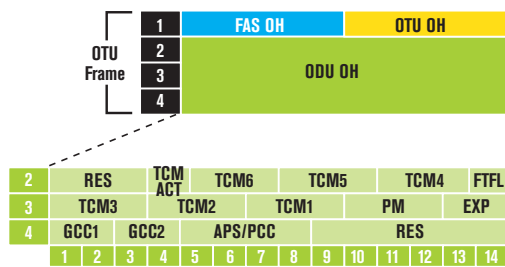 1 FAS OH OTU OH
OTU Frame
2
3 ODU OH
4
2 RES TCM ACT TCM6 TCM5 TCM4 FTFL
3 TCM3 TCM2 TCM1 PM EXP
4 GCC1 GCC2 APS/PCC RES
1 2 3 4 5 6 7 8 9 10 11 12 13 14